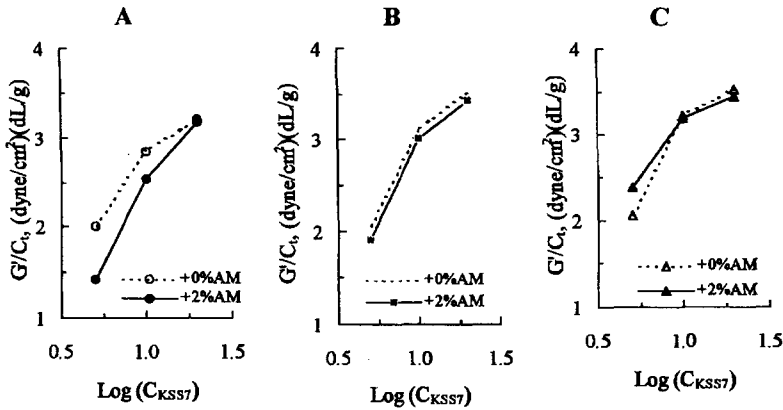 A
G'/Cₜ, (dyne/cm²)(dL/g)
4
3
2
1
+0%AM
+2%AM
0.5
1.0
1.5
Log (C_KSS7)
B
G'/Cₜ, (dyne/cm²)(dL/g)
4
3
2
1
+0%AM
+2%AM
0.5
1.0
1.5
Log (C_KSS7)
C
G'/Cₜ, (dyne/cm²)(dL/g)
4
3
2
1
+0%AM
+2%AM
0.5
1.0
1.5
Log (C_KSS7)